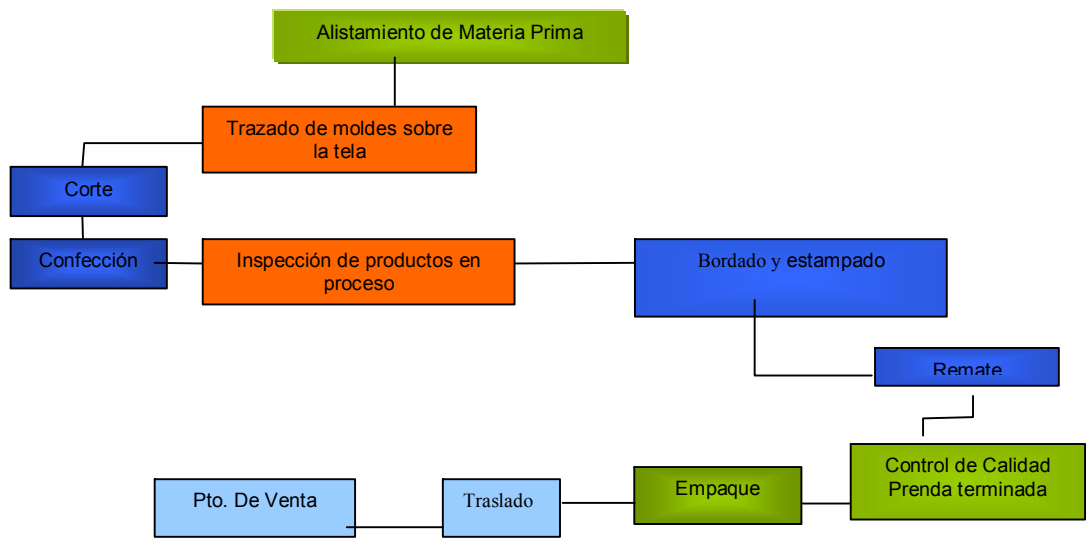 Alistamiento de Materia Prima
Trazado de moldes sobre
la tela
Corte
Confección
Inspección de productos en
proceso
Bordado y estampado
Remate
Control de Calidad
Prenda terminada
Empaque
Traslado
Pto. De Venta